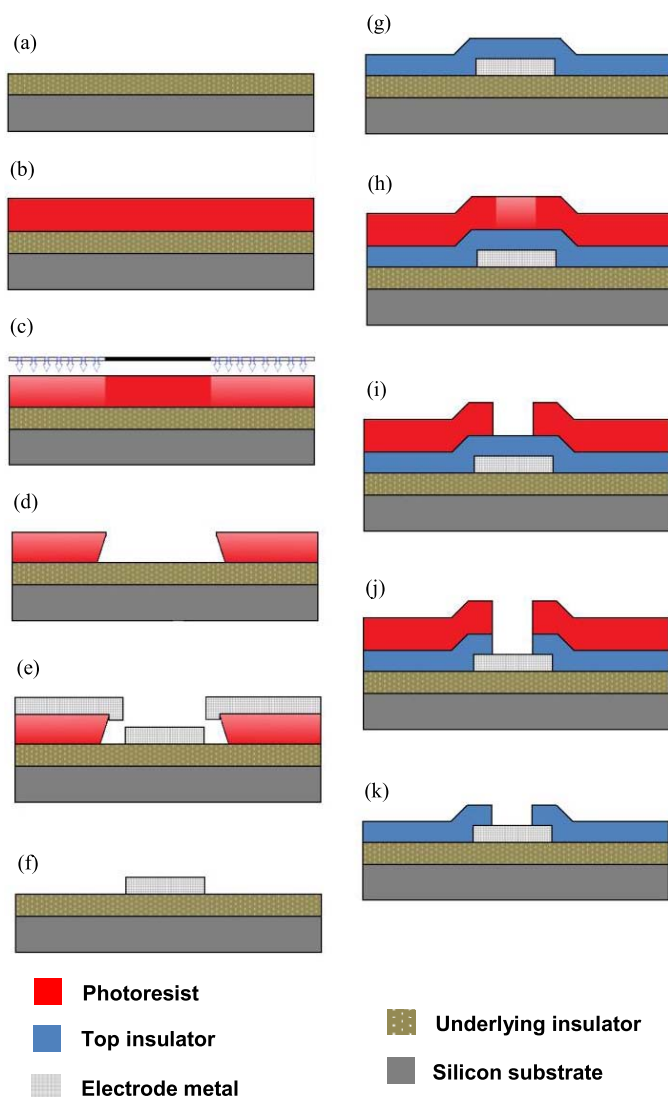 (a)
(b)
(c)
(d)
(e)
(f)
(g)
(h)
(i)
(j)
(k)
Photoresist
Top insulator
Electrode metal
Underlying insulator
Silicon substrate